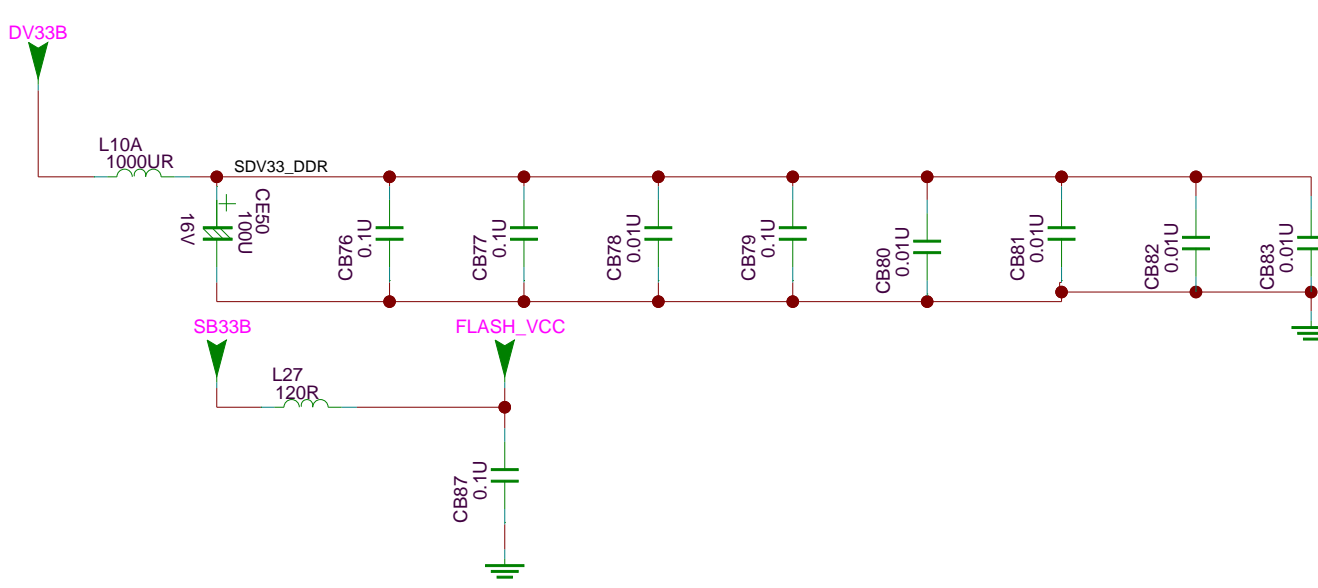 DV33B
L10A
1000UR
SDV33_DDR
CE50
100U
16V
CB76
0.1U
CB77
0.1U
CB78
0.01U
CB79
0.1U
CB80
0.01U
CB81
0.01U
CB82
0.01U
CB83
0.01U
SB33B
FLASH_VCC
L27
120R
CB87
0.1U